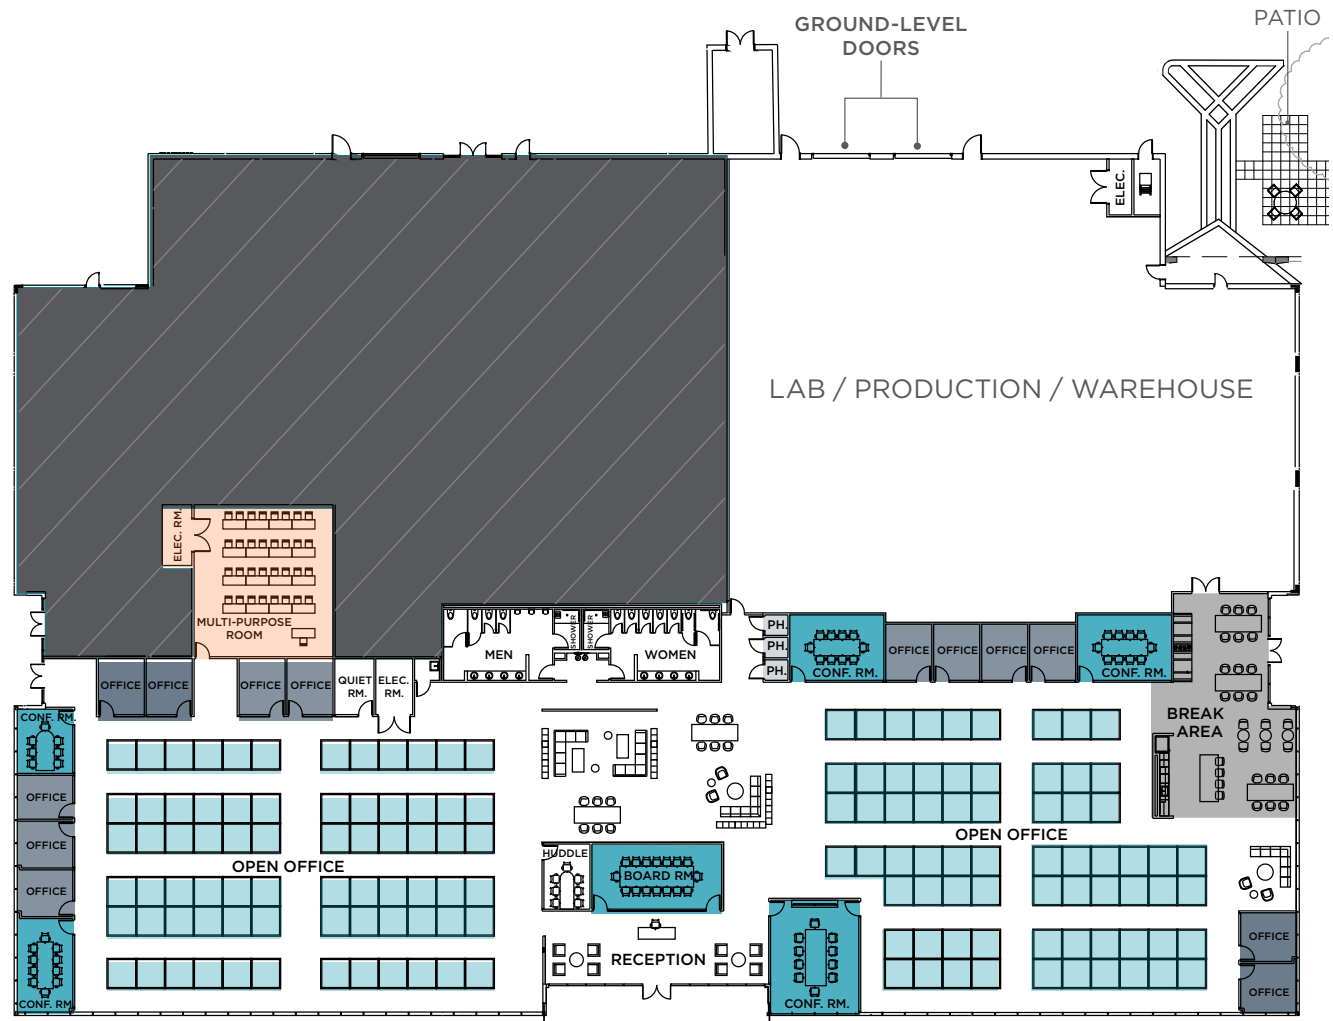 PATIO
GROUND-LEVEL
DOORS
ELEC.
LAB / PRODUCTION / WAREHOUSE
ELEC. RM.
MULTI-PURPOSE
ROOM
MEN
SHOWER
SHOWER
WOMEN
PH.
PH.
PH.
CONF. RM.
OFFICE
OFFICE
OFFICE
OFFICE
CONF. RM.
OFFICE
OFFICE
OFFICE
OFFICE
QUIET
RM.
ELEC.
RM.
CONF. RM.
BREAK
AREA
OFFICE
OFFICE
OFFICE
OPEN OFFICE
OPEN OFFICE
HUDDLE
BOARD RM.
RECEPTION
OFFICE
OFFICE
CONF. RM.
CONF. RM.